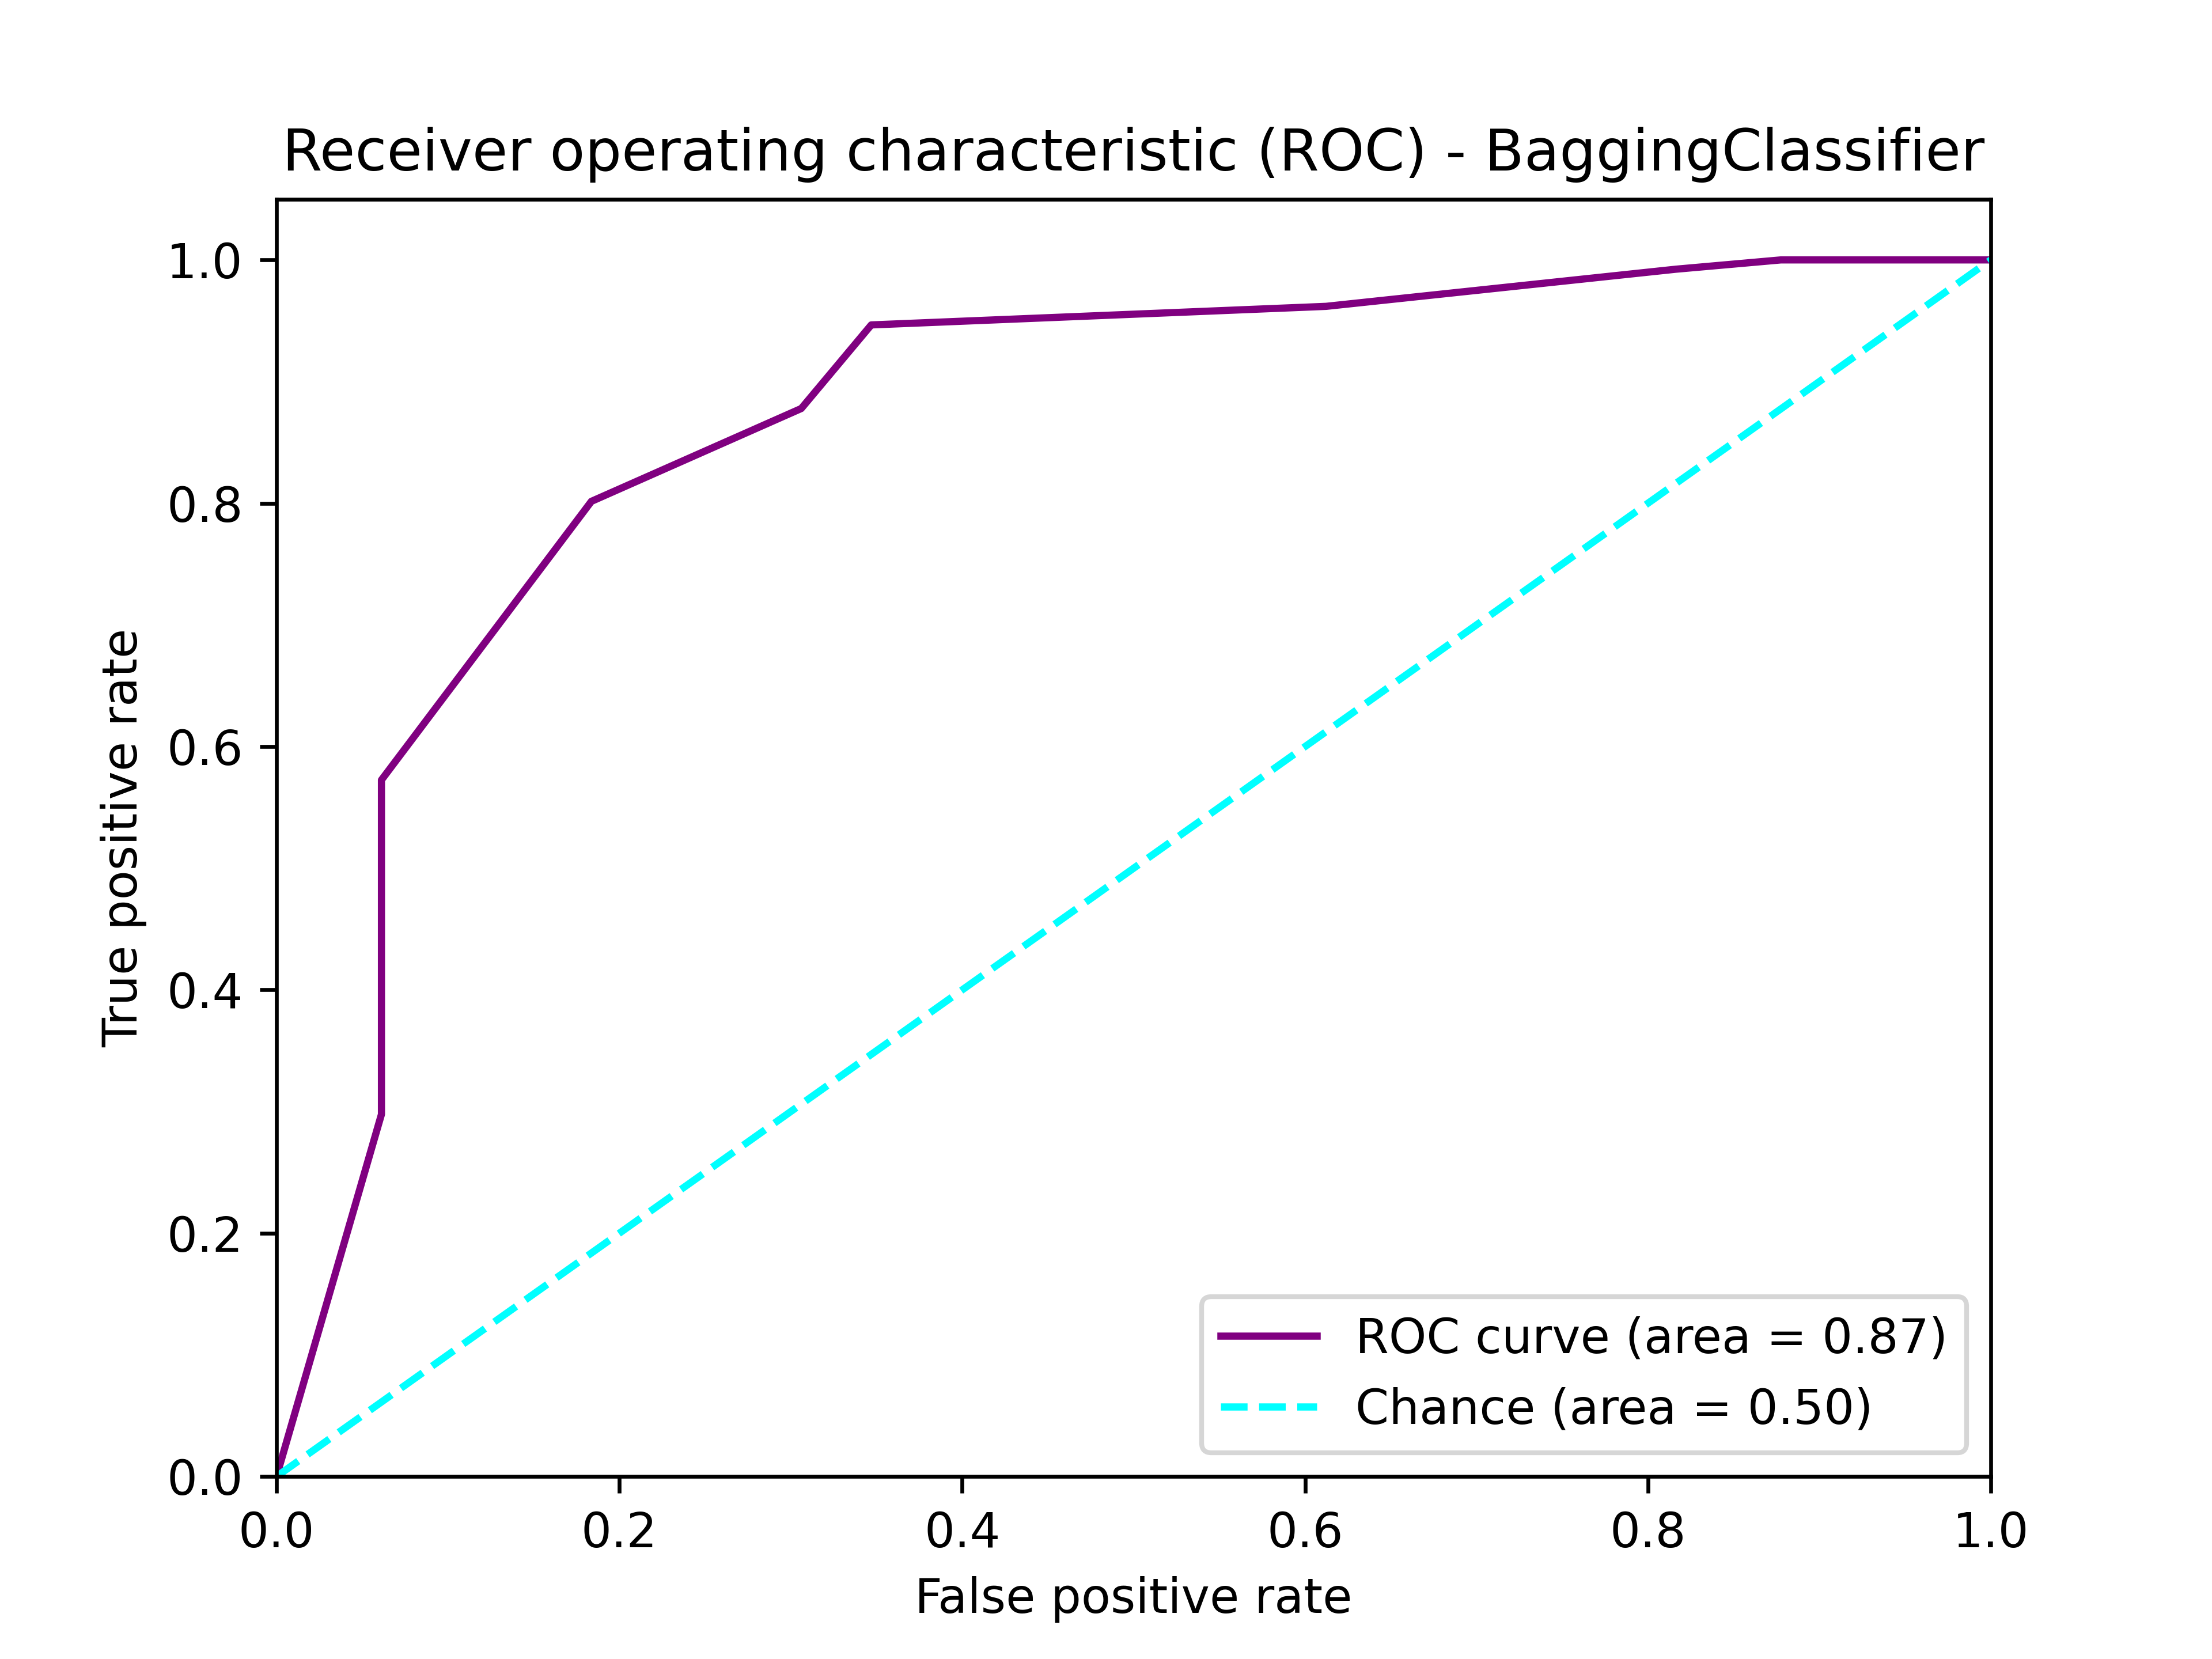 Receiver operating characteristic (ROC) - BaggingClassifier
1.0
0.8
0.6
0.4
0.2
0.0
True positive rate
0.0 0.2 0.4 0.6 0.8 1.0
False positive rate
ROC curve (area = 0.87)
Chance (area = 0.50)